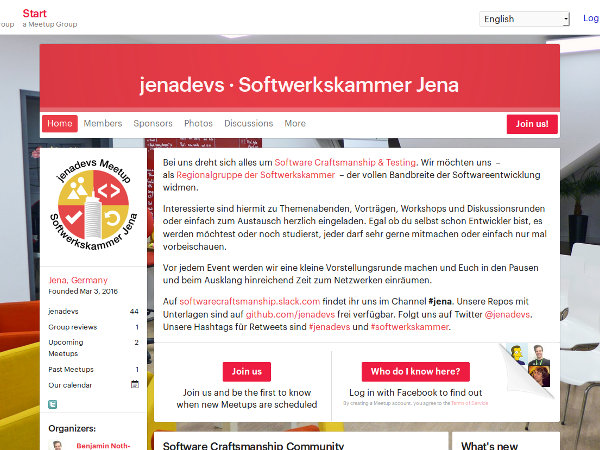 Start
roup
a Meetup Group
English
Log
jenadevs · Softwerkskammer Jena
Home Members Sponsors Photos Discussions More Join us!
jenadevs Meetup
Softwerkskammer Jena
Bei uns dreht sich alles um Software Craftsmanship & Testing. Wir möchten uns –
als Regionalgruppe der Softwerkskammer – der vollen Bandbreite der Softwareentwicklung
widmen.
Interessierte sind hiermit zu Themenabenden, Vorträgen, Workshops und Diskussionsrunden
oder einfach zum Austausch herzlich eingeladen. Egal ob du selbst schon Entwickler bist, es
werden möchtest oder noch studierst, jeder darf sehr gerne mitmachen oder einfach nur mal
vorbeischauen.
Vor jedem Event werden wir eine kleine Vorstellungsrunde machen und Euch in den Pausen
und beim Ausklang hinreichend Zeit zum Netzwerken einräumen.
Auf softwarecraftsmanship.slack.com findet ihr uns im Channel #jena. Unsere Repos mit
Unterlagen sind auf github.com/jenadevs frei verfügbar. Folgt uns auf Twitter @jenadevs.
Unsere Hashtags für Retweets sind #jenadevs und #softwerkskammer.
Jena, Germany
Founded Mar 3, 2016
jenadevs 44
Group reviews 1
Upcoming 2
Meetups
Past Meetups 1
Our calendar
Organizers:
Benjamin Noth-
Join us
Join us and be the first to know
when new Meetups are scheduled
Who do I know here?
Log in with Facebook to find out
By creating a Meetup account, you agree to the Terms of Service
Software Craftsmanship Community
What's new